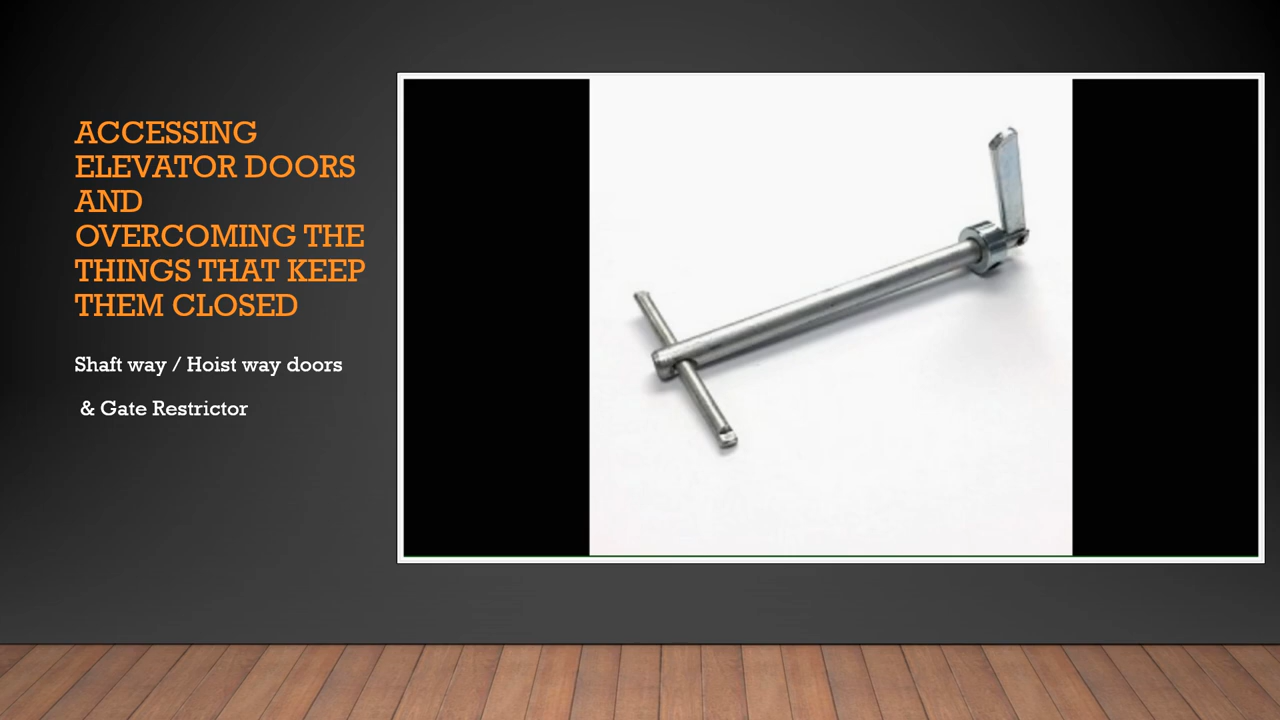 ACCESSING
ELEVATOR DOORS
AND
OVERCOMING THE
THINGS THAT KEEP
THEM CLOSED
Shaft way / Hoist way doors
& Gate Restrictor